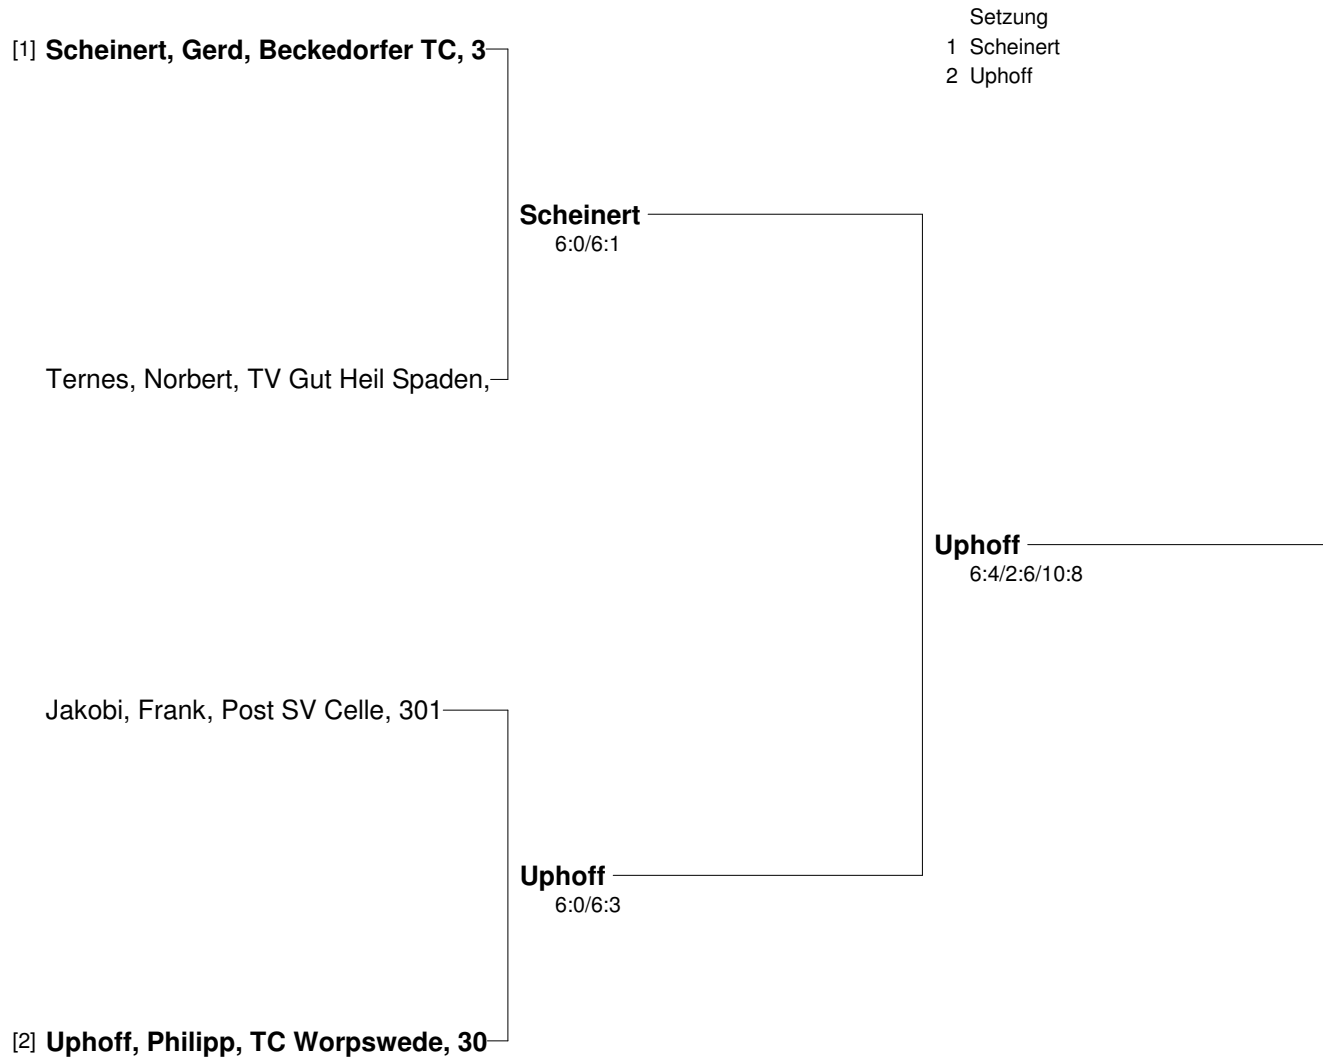 Setzung
1 Scheinert
2 Uphoff
[1] Scheinert, Gerd, Beckedorfer TC, 3
Scheinert
6:0/6:1
Ternes, Norbert, TV Gut Heil Spaden,
Uphoff
6:4/2:6/10:8
Jakobi, Frank, Post SV Celle, 301
Uphoff
6:0/6:3
[2] Uphoff, Philipp, TC Worpswede, 30